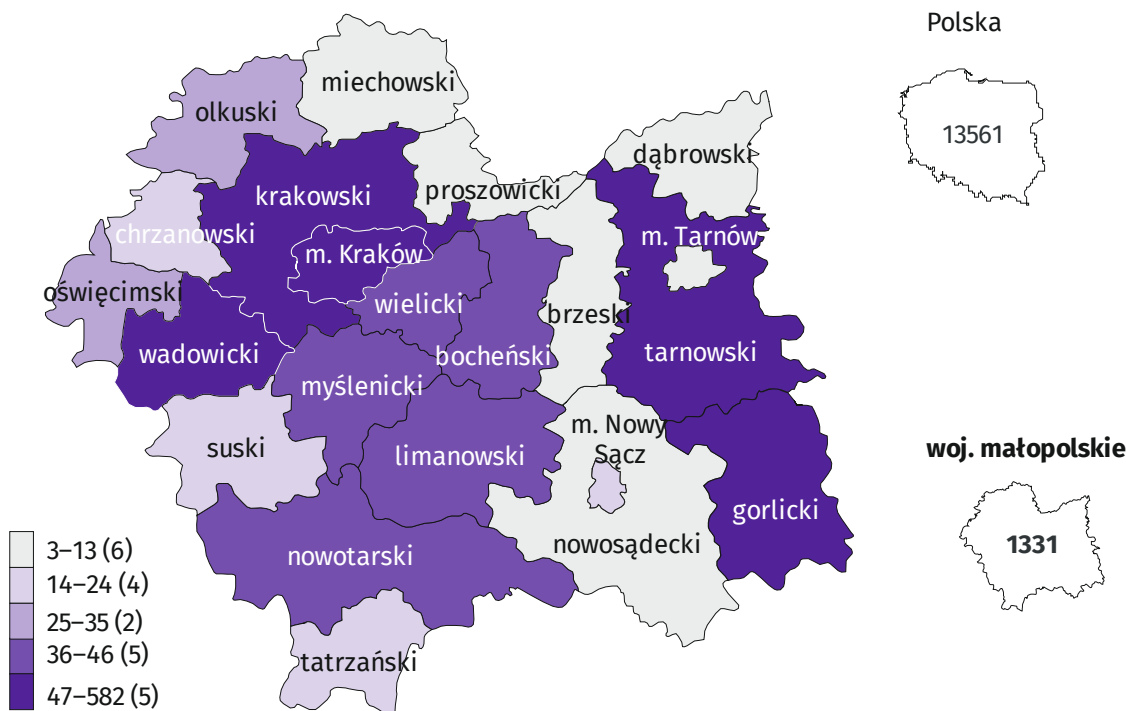 Polska
13561
miechowski
olkuski
dąbrowski
krakowski
proszowicki
chrzanowski
m. Kraków
m. Tarnów
oświęcimski
wielicki
brzeski
wadowicki
bocheński
tarnowski
myślenicki
m. Nowy
Sącz
suski
limanowski
woj. małopolskie
1331
gorlicki
nowotarski
nowosądecki
tatrzański
3–13 (6)
14–24 (4)
25–35 (2)
36–46 (5)
47–582 (5)